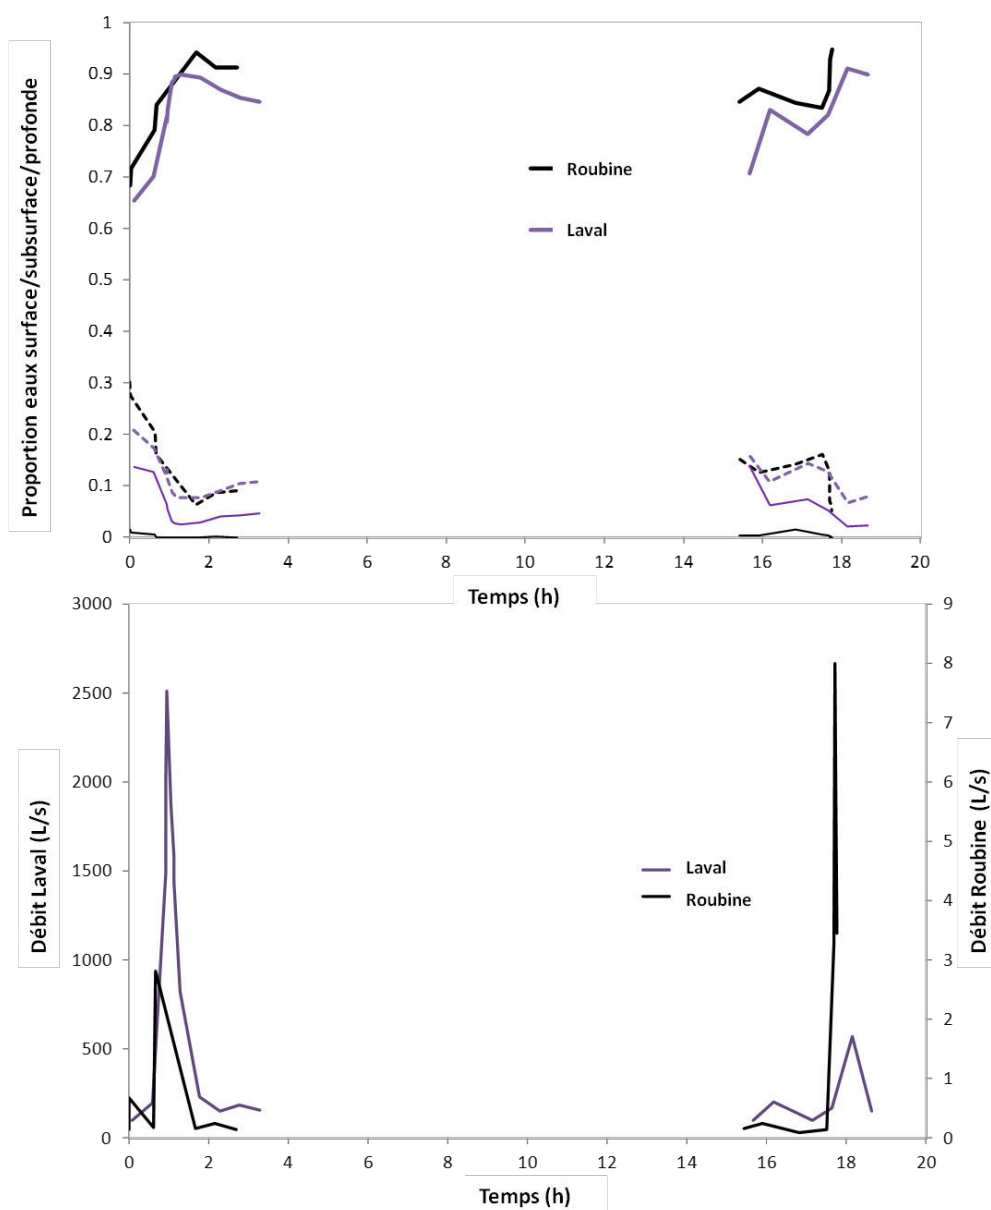 Proportion eaux surface/subsurface/profonde
1
0.9
0.8
0.7
0.6
0.5
0.4
0.3
0.2
0.1
0
Roubine
Laval
0 2 4 6 8 10 12 14 16 18 20
Temps (h)
Débit Laval (L/s)
3000
2500
2000
1500
1000
500
0
Laval
Roubine
9
8
7
6
5
4
3
2
1
0
Débit Roubine (L/s)
0 2 4 6 8 10 12 14 16 18 20
Temps (h)